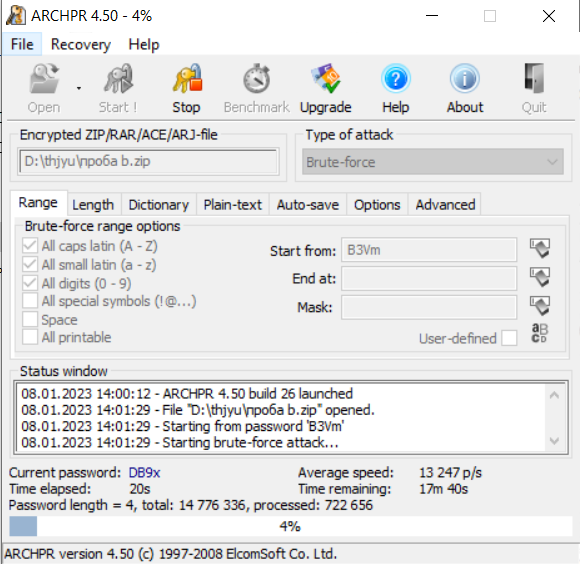 ARCHPR 4.50 - 4%
File Recovery Help
Open Start ! Stop Benchmark Upgrade Help About Quit
Encrypted ZIP/RAR/ACE/ARJ-file
Type of attack
D:\thjyu\проба b.zip
Brute-force
Range Length Dictionary Plain-text Auto-save Options Advanced
Brute-force range options
All caps latin (A - Z)
All small latin (a - z)
All digits (0 - 9)
All special symbols (!@...)
Space
All printable
Start from: B3Vm
End at:
Mask:
User-defined
aBCD
Status window
08.01.2023 14:00:12 - ARCHPR 4.50 build 26 launched
08.01.2023 14:01:29 - File "D:\thjyu\проба b.zip" opened.
08.01.2023 14:01:29 - Starting from password 'B3Vm'
08.01.2023 14:01:29 - Starting brute-force attack...
Current password: DB9x Average speed: 13 247 p/s
Time elapsed: 20s Time remaining: 17m 40s
Password length = 4, total: 14 776 336, processed: 722 656
4%
ARCHPR version 4.50 (c) 1997-2008 ElcomSoft Co. Ltd.